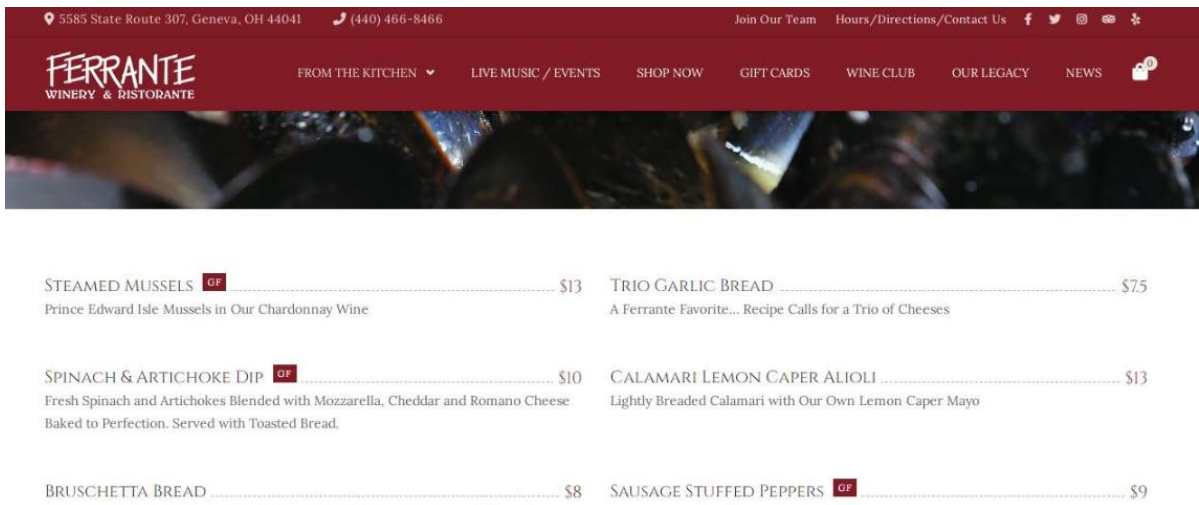 5585 State Route 307, Geneva, OH 44041 (440) 466-8466 Join Our Team Hours/Directions/Contact Us
FERRANTE
WINERY & RISTORANTE
FROM THE KITCHEN LIVE MUSIC / EVENTS SHOP NOW GIFT CARDS WINE CLUB OUR LEGACY NEWS 0
STEAMED MUSSELS GF $13
Prince Edward Isle Mussels in Our Chardonnay Wine
TRIO GARLIC BREAD $7.5
A Ferrante Favorite... Recipe Calls for a Trio of Cheeses
SPINACH & ARTICHOKE DIP GF $10
Fresh Spinach and Artichokes Blended with Mozzarella, Cheddar and Romano Cheese
Baked to Perfection. Served with Toasted Bread.
CALAMARI LEMON CAPER ALIOLI $13
Lightly Breaded Calamari with Our Own Lemon Caper Mayo
BRUSCHETTA BREAD $8
SAUSAGE STUFFED PEPPERS GF $9